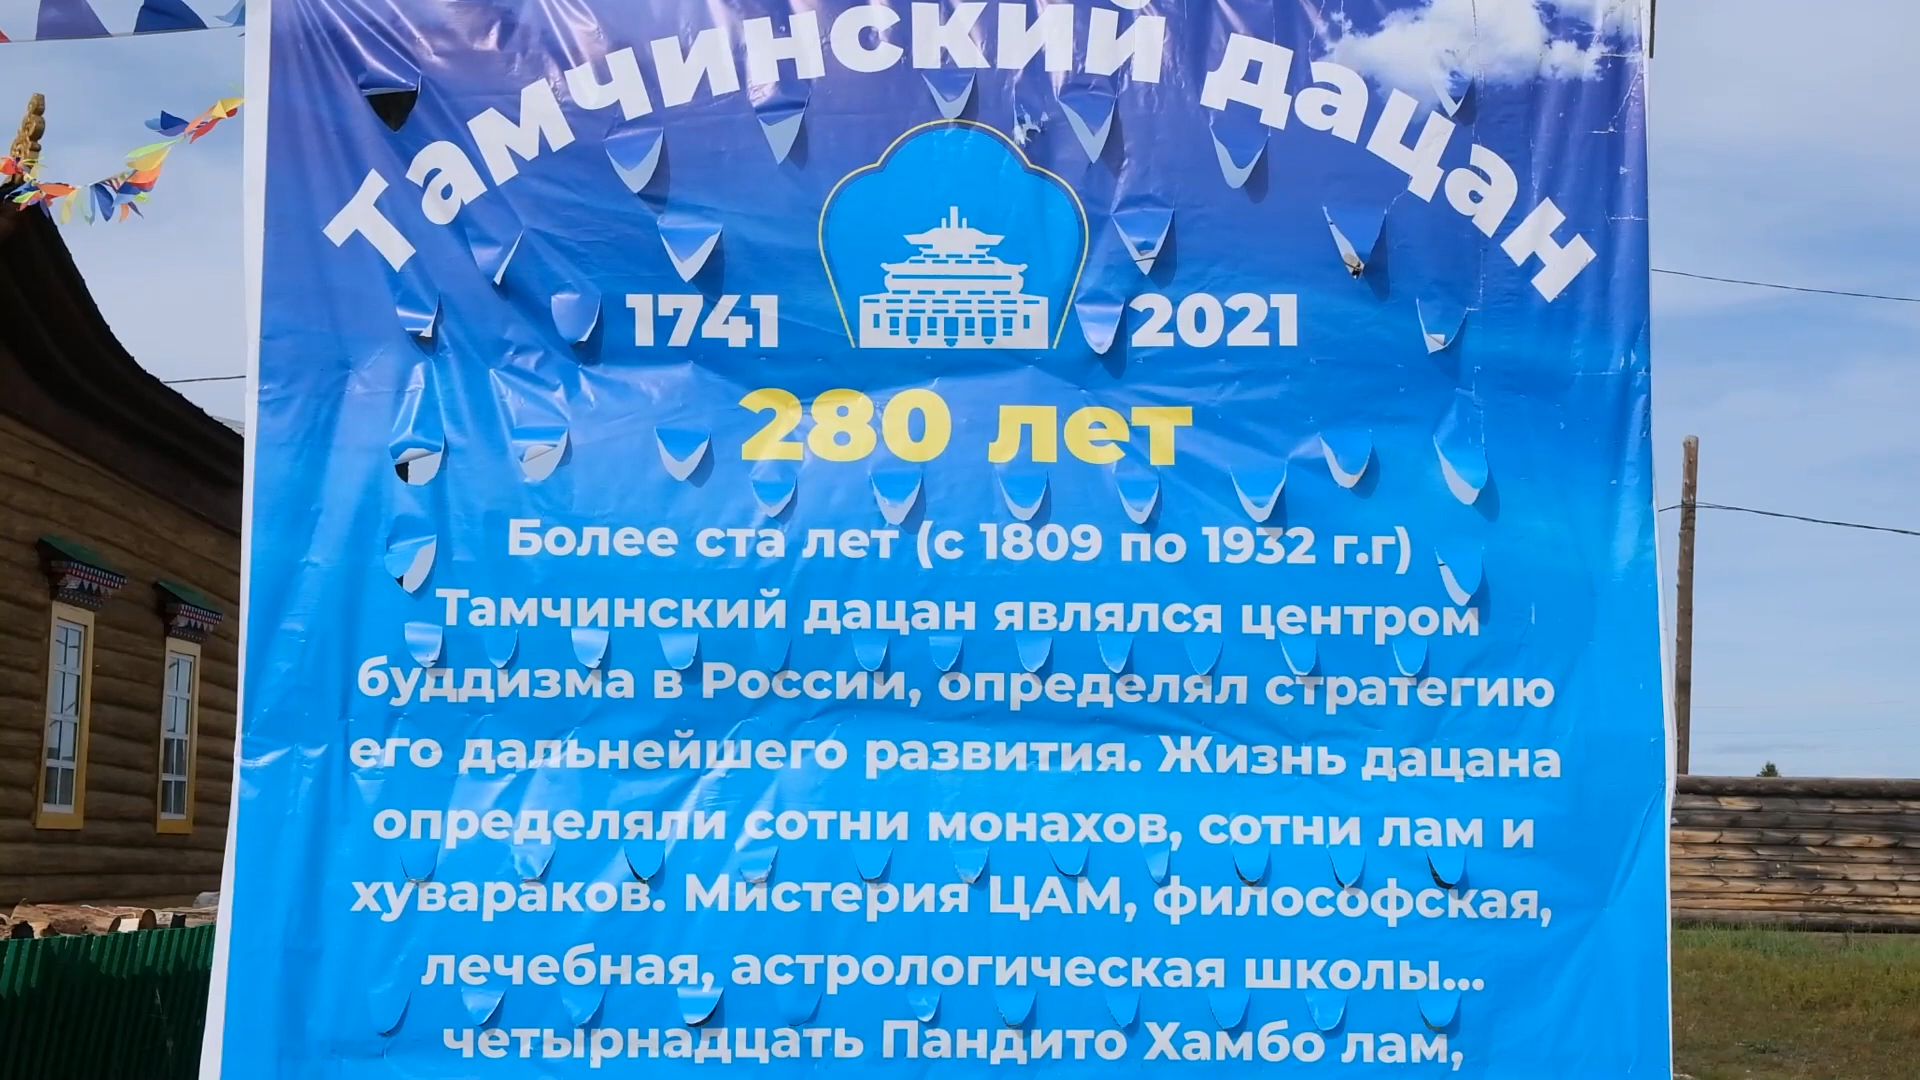 Тамчинский дацан
1741 2021
280 лет
Более ста лет (с 1809 по 1932 г.г)
Тамчинский дацан являлся центром
буддизма в России, определял стратегию
его дальнейшего развития. Жизнь дацана
определяли сотни монахов, сотни лам и
хувараков. Мистерия ЦАМ, философская,
лечебная, астрологическая школы...
четырнадцать Пандито Хамбо лам,